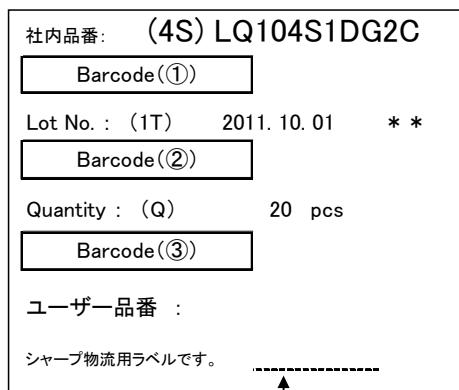 社内品番: (4S) LQ104S1DG2C
Barcode(①)
Lot No. : (1T) 2011. 10. 01 * *
Barcode(②)
Quantity : (Q) 20 pcs
Barcode(③)
ユーザー品番 :
シャープ物流用ラベルです。